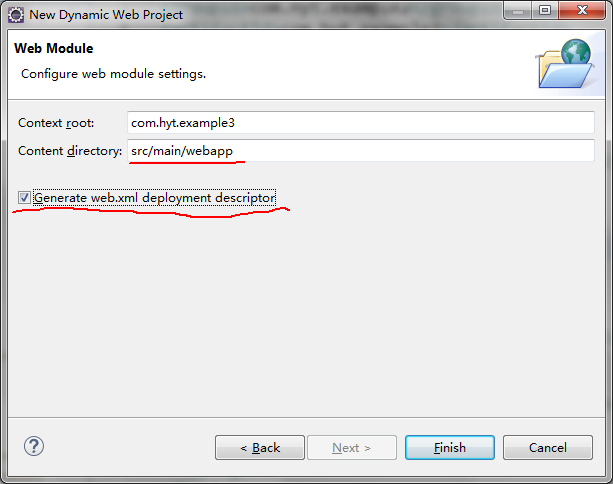 New Dynamic Web Project
Web Module
Configure web module settings.
Context root: com.hyt.example3
Content directory: src/main/webapp
Generate web.xml deployment descriptor
?
< Back Next > Finish Cancel